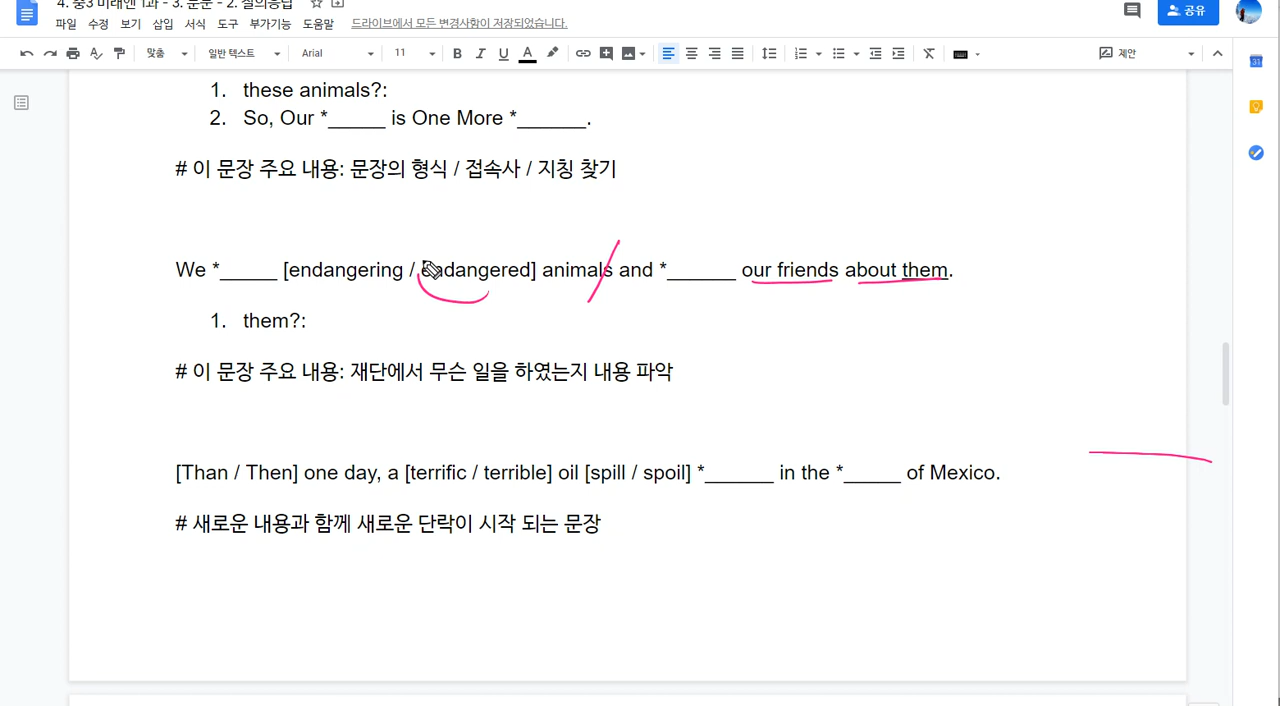 4. 중3 미래엔 1과 - 3. 본문 - 2. 질의응답
파일 수정 보기 삽입 서식 도구 부가기능 도움말 드라이브에서 모든 변경사항이 저장되었습니다.
공유
맞춤 일반 텍스트 Arial 11 B I U A 제안
31
1. these animals?:
2. So, Our *_____ is One More *______.
# 이 문장 주요 내용: 문장의 형식 / 접속사 / 지칭 찾기
We *_____ [endangering / endangered] animals and *______ our friends about them.
1. them?:
# 이 문장 주요 내용: 재단에서 무슨 일을 하였는지 내용 파악
[Than / Then] one day, a [terrific / terrible] oil [spill / spoil] *______ in the *_____ of Mexico.
# 새로운 내용과 함께 새로운 단락이 시작 되는 문장